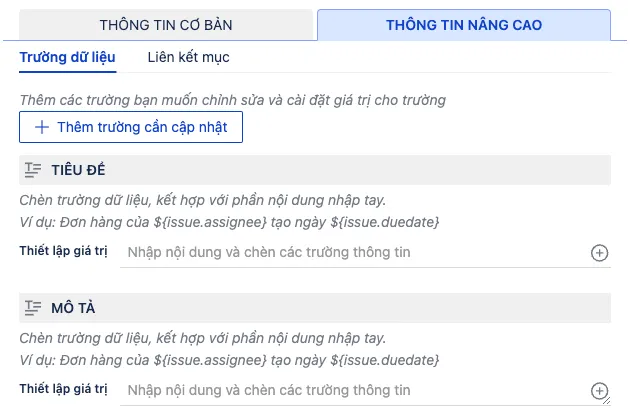 THÔNG TIN CƠ BẢN THÔNG TIN NÂNG CAO
Trường dữ liệu Liên kết mục
Thêm các trường bạn muốn chỉnh sửa và cài đặt giá trị cho trường
Thêm trường cần cập nhật
TIÊU ĐỀ
Chèn trường dữ liệu, kết hợp với phần nội dung nhập tay.
Ví dụ: Đơn hàng của ${issue.assignee} tạo ngày ${issue.duedate}
Thiết lập giá trị Nhập nội dung và chèn các trường thông tin
MÔ TẢ
Chèn trường dữ liệu, kết hợp với phần nội dung nhập tay.
Ví dụ: Đơn hàng của ${issue.assignee} tạo ngày ${issue.duedate}
Thiết lập giá trị Nhập nội dung và chèn các trường thông tin